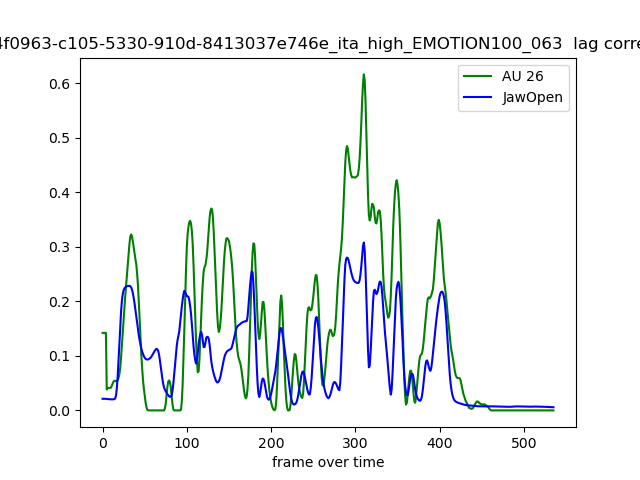 4f0963-c105-5330-910d-8413037e746e_ita_high_EMOTION100_063 lag corre
AU 26
JawOpen
0.6
0.5
0.4
0.3
0.2
0.1
0.0
0 100 200 300 400 500
frame over time